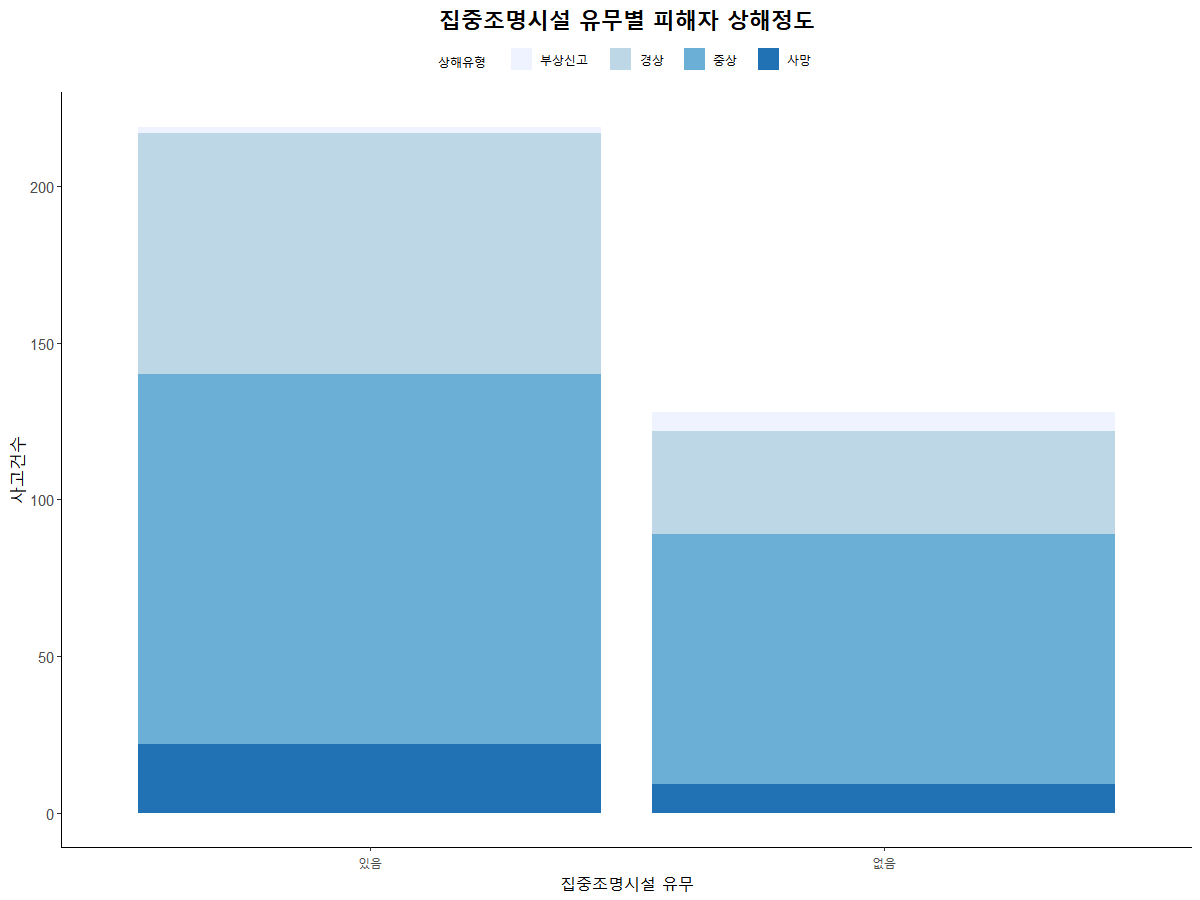 집중조명시설 유무별 피해자 상해정도
상해유형 부상신고 경상 중상 사망
200
150
100
50
0
사고건수
있음 없음
집중조명시설 유무